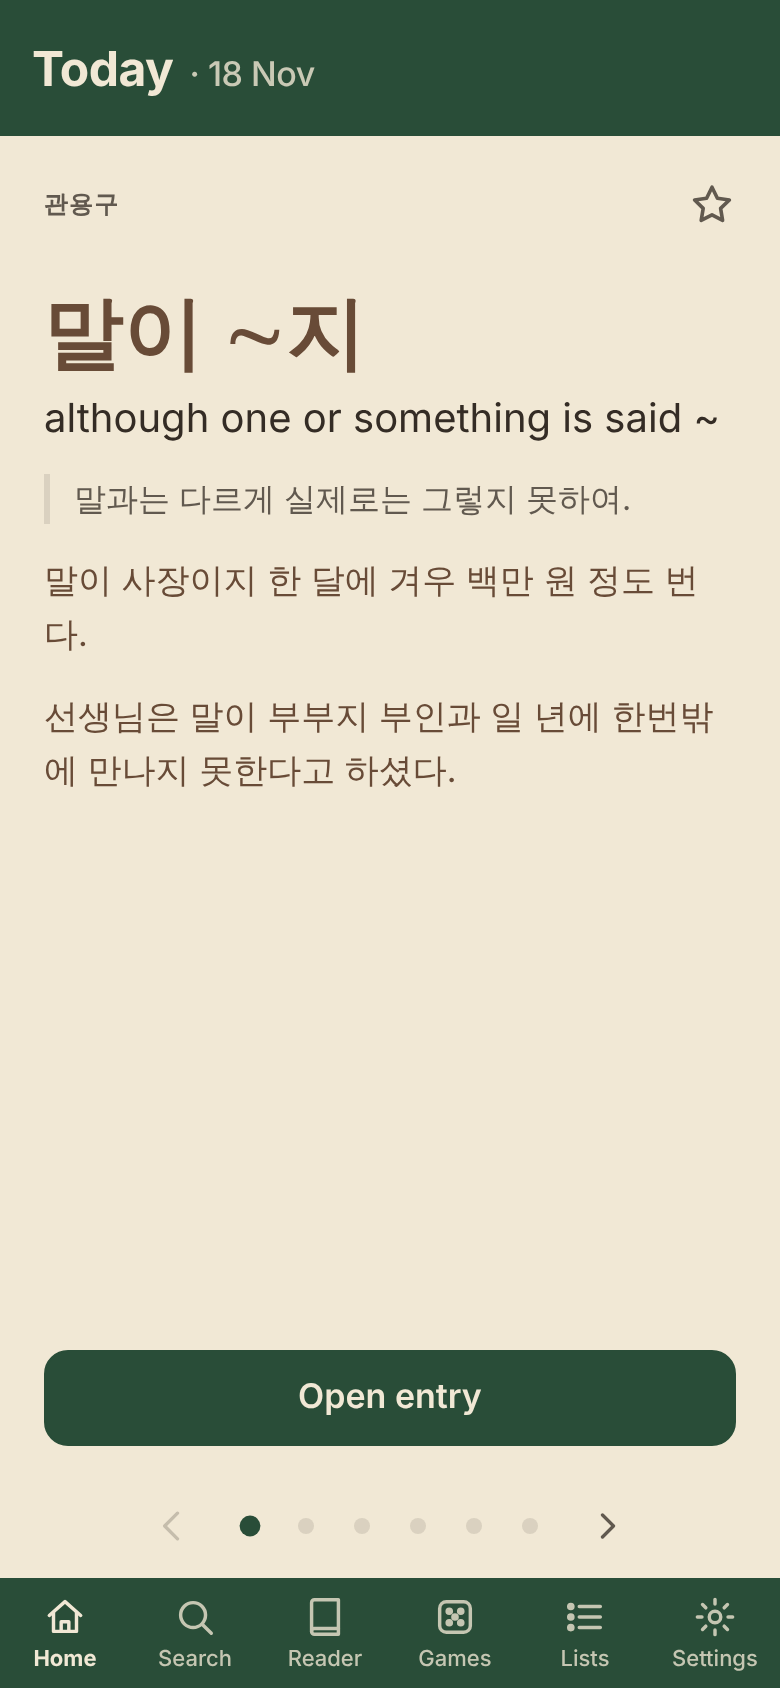 Today · 18 Nov
관용구
말이 ~지
although one or something is said ~
말과는 다르게 실제로는 그렇지 못하여.
말이 사장이지 한 달에 겨우 백만 원 정도 번
다.
선생님은 말이 부부지 부인과 일 년에 한번밖
에 만나지 못한다고 하셨다.
Open entry
Home Search Reader Games Lists Settings